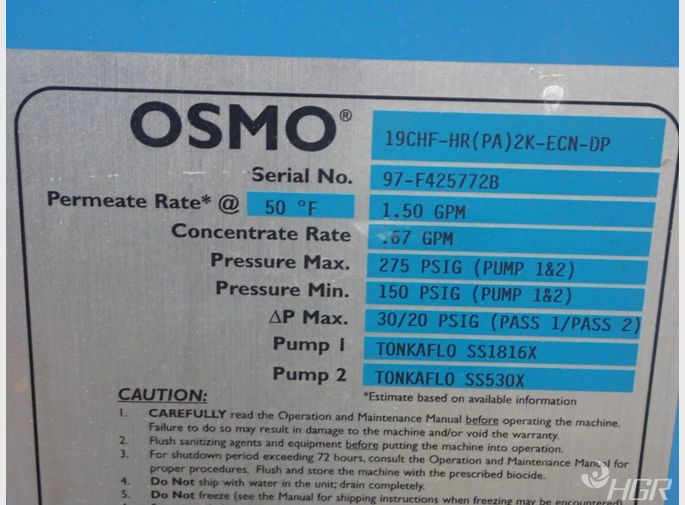 OSMO® 19CHF-HR(PA)2K-ECN-DP
Serial No. 97-F425772B
Permeate Rate* @ 50 °F 1.50 GPM
Concentrate Rate .67 GPM
Pressure Max. 275 PSIG (PUMP 1&2)
Pressure Min. 150 PSIG (PUMP 1&2)
ΔP Max. 30/20 PSIG (PASS 1/PASS 2)
Pump 1 TONKAFLO SS1816X
Pump 2 TONKAFLO SS530X
*Estimate based on available information
CAUTION:
1. CAREFULLY read the Operation and Maintenance Manual before operating the machine.
Failure to do so may result in damage to the machine and/or void the warranty.
2. Flush sanitizing agents and equipment before putting the machine into operation.
3. For shutdown period exceeding 72 hours, consult the Operation and Maintenance Manual for
proper procedures. Flush and store the machine with the prescribed biocide.
4. Do Not ship with water in the unit; drain completely.
5. Do Not freeze (see the Manual for shipping instructions when freezing may be encountered)
HGR